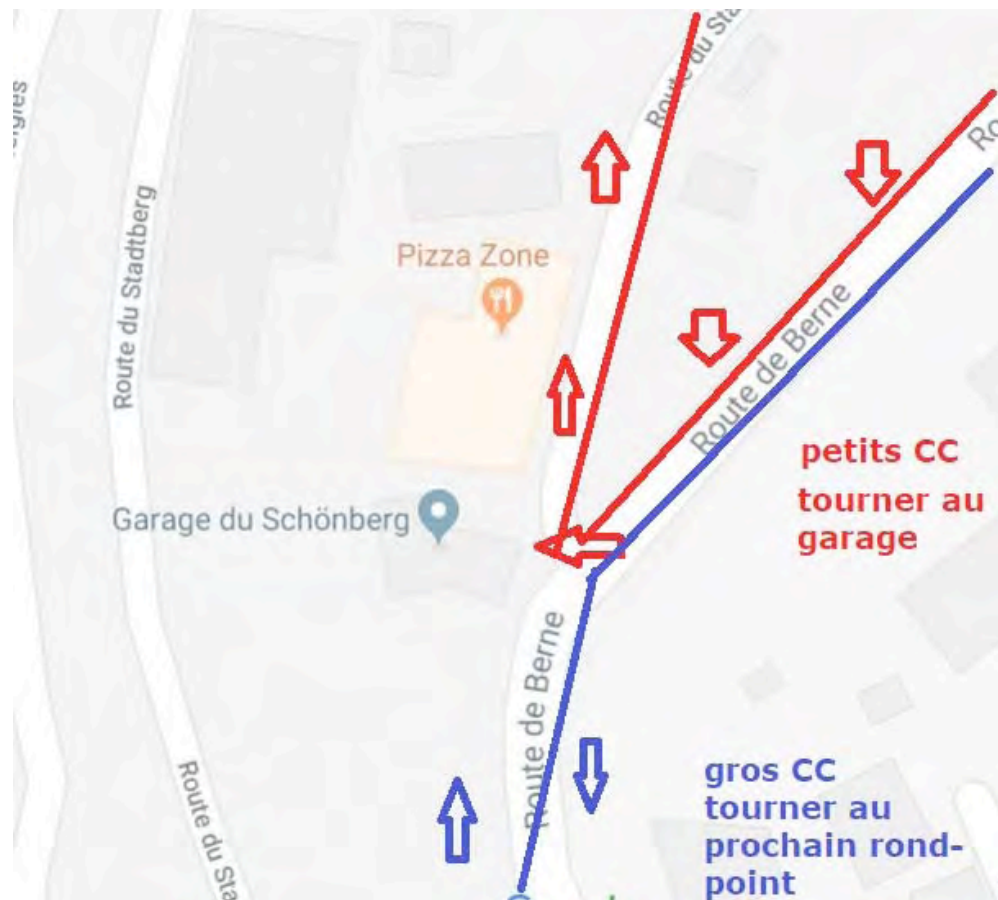 Route du Sta
Ro
Route du Stadtberg
Pizza Zone
Route de Berne
petits CC
tourner au
garage
Garage du Schönberg
Route de Berne
gros CC
tourner au
prochain rond-
point
Route du Sta